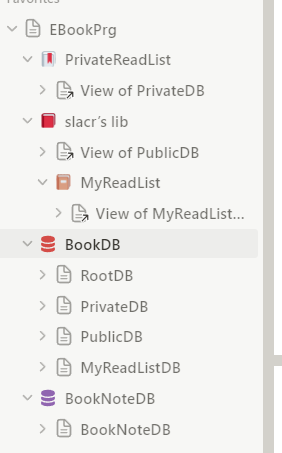 EBookPrg
PrivateReadList
View of PrivateDB
slacr's lib
View of PublicDB
MyReadList
View of MyReadList...
BookDB
RootDB
PrivateDB
PublicDB
MyReadListDB
BookNoteDB
BookNoteDB